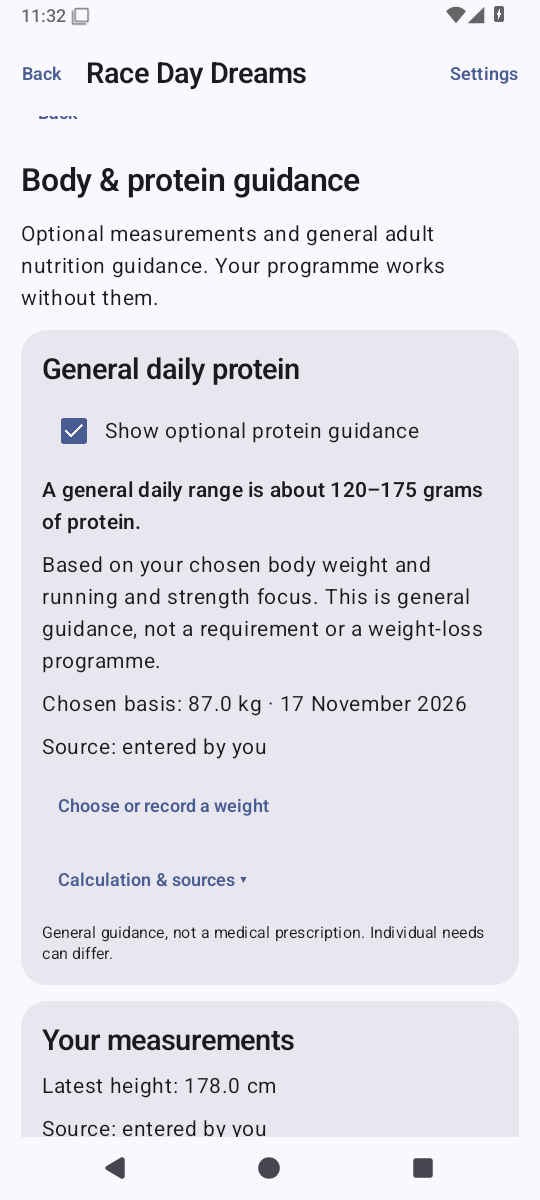 11:32
Back Race Day Dreams Settings
Back
Body & protein guidance
Optional measurements and general adult
nutrition guidance. Your programme works
without them.
General daily protein
Show optional protein guidance
A general daily range is about 120–175 grams
of protein.
Based on your chosen body weight and
running and strength focus. This is general
guidance, not a requirement or a weight-loss
programme.
Chosen basis: 87.0 kg · 17 November 2026
Source: entered by you
Choose or record a weight
Calculation & sources ▾
General guidance, not a medical prescription. Individual needs
can differ.
Your measurements
Latest height: 178.0 cm
Source: entered by you